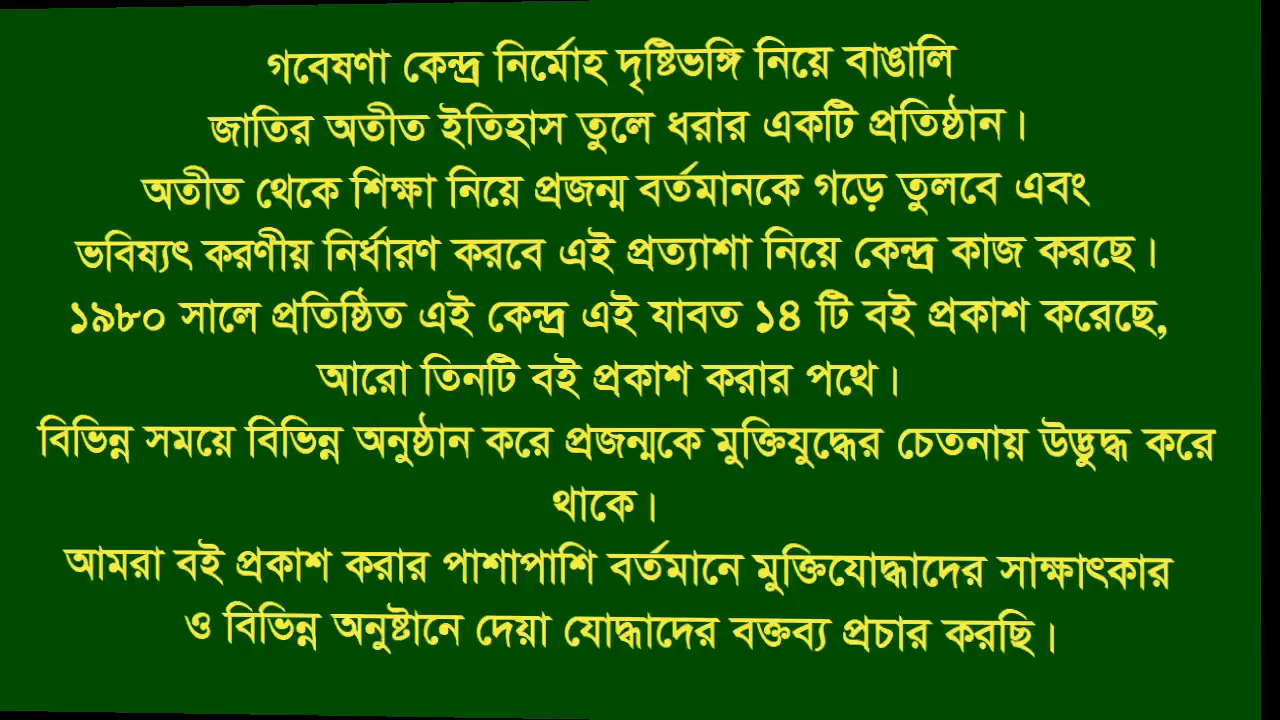 গবেষণা কেন্দ্র নির্মোহ দৃষ্টিভঙ্গি নিয়ে বাঙালি
জাতির অতীত ইতিহাস তুলে ধরার একটি প্রতিষ্ঠান।
অতীত থেকে শিক্ষা নিয়ে প্রজন্ম বর্তমানকে গড়ে তুলবে এবং
ভবিষ্যৎ করণীয় নির্ধারণ করবে এই প্রত্যাশা নিয়ে কেন্দ্র কাজ করছে।
১৯৮০ সালে প্রতিষ্ঠিত এই কেন্দ্র এই যাবত ১৪ টি বই প্রকাশ করেছে,
আরো তিনটি বই প্রকাশ করার পথে।
বিভিন্ন সময়ে বিভিন্ন অনুষ্ঠান করে প্রজন্মকে মুক্তিযুদ্ধের চেতনায় উদ্ভুদ্ধ করে
থাকে।
আমরা বই প্রকাশ করার পাশাপাশি বর্তমানে মুক্তিযোদ্ধাদের সাক্ষাৎকার
ও বিভিন্ন অনুষ্টানে দেয়া যোদ্ধাদের বক্তব্য প্রচার করছি।